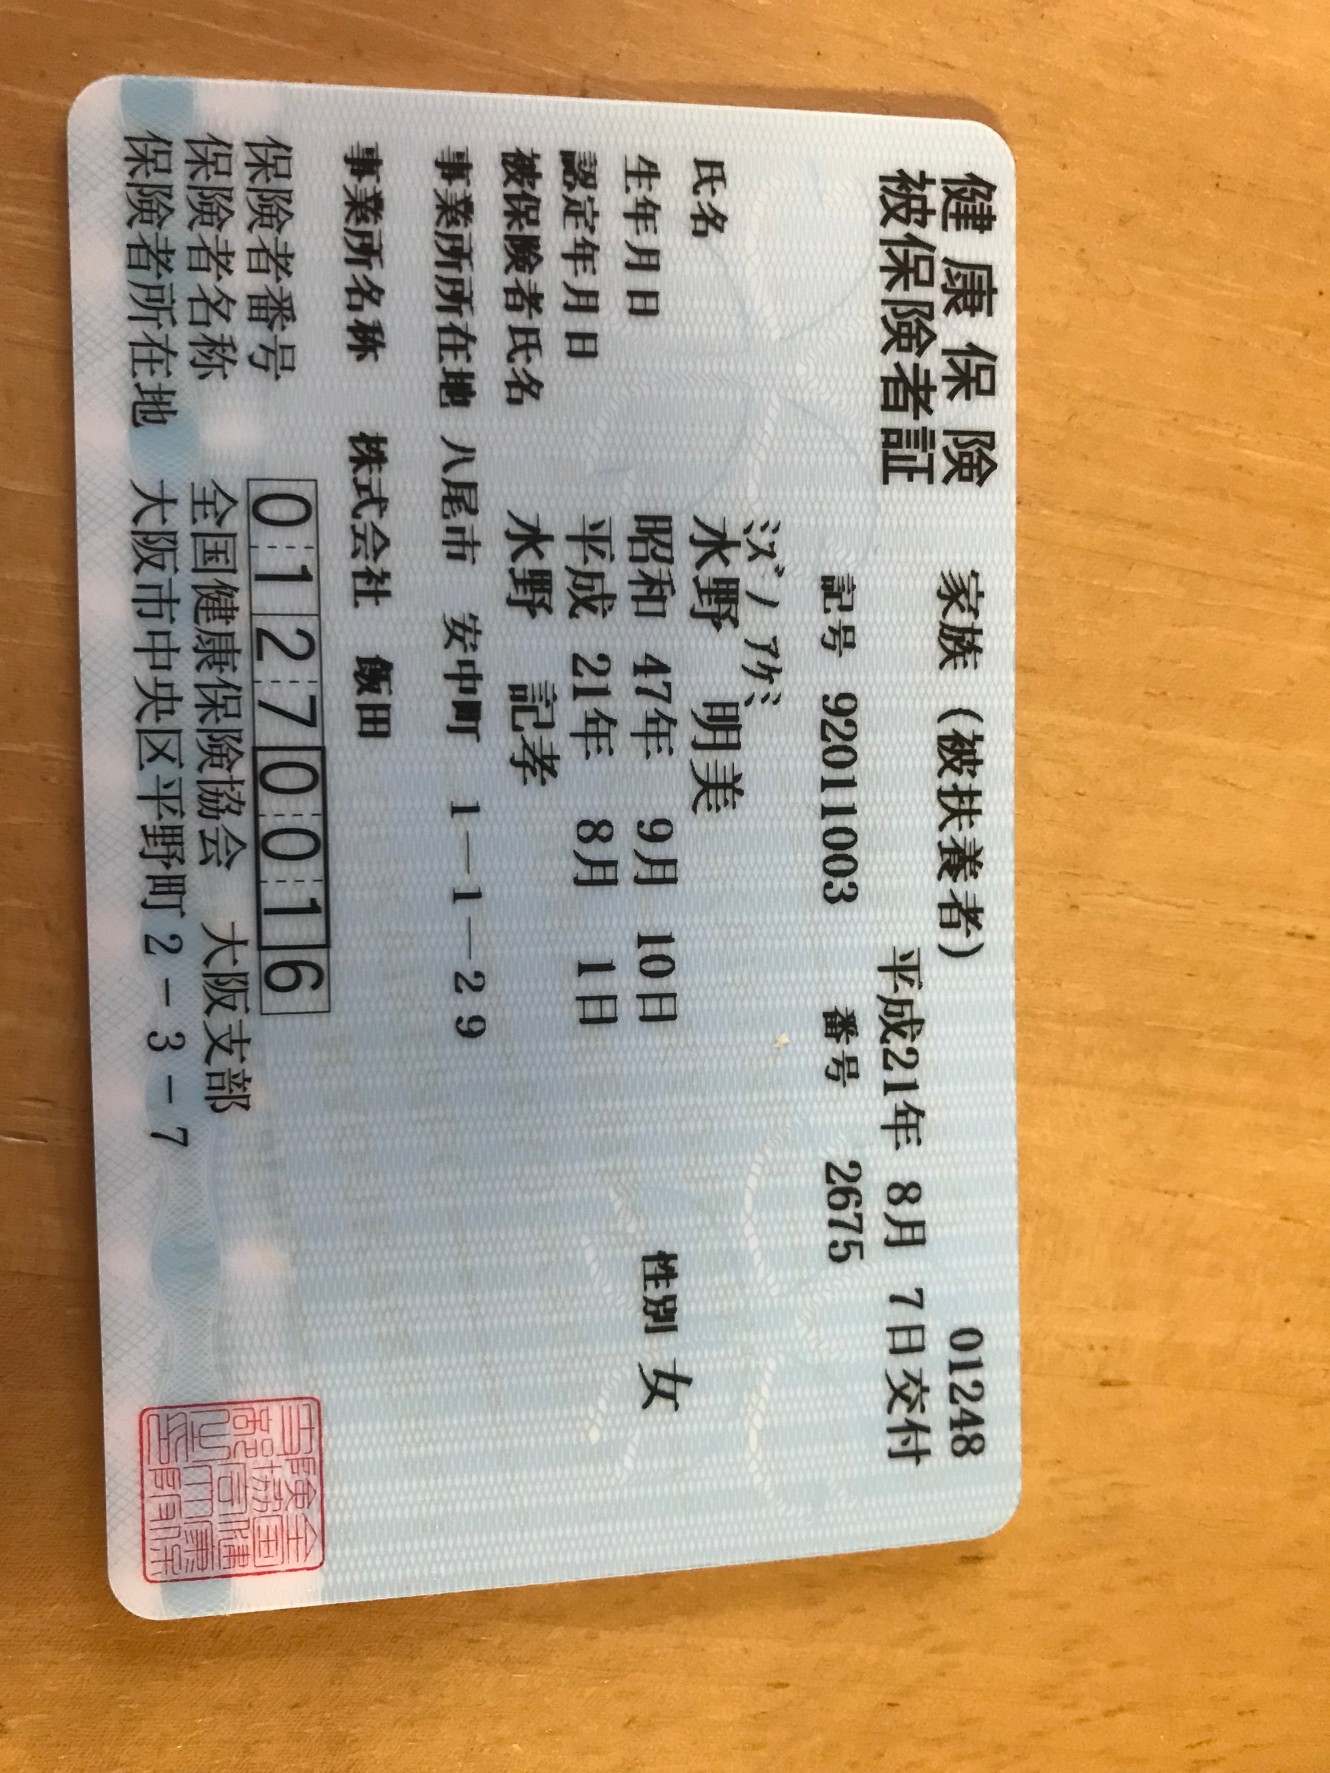 健康保険 家族（被扶養者） 01248
被保険者証 平成21年 8月 7日交付
記号 92011003 番号 2675
ﾐｽﾞﾉ ｱｹﾐ
氏名 水野 明美
生年月日 昭和 47年 9月 10日 性別 女
認定年月日 平成 21年 8月 1日
被保険者氏名 水野 記孝
事業所所在地 八尾市 安中町 1－1－29
事業所名称 株式会社 飯田
保険者番号 01270016
保険者名称 全国健康保険協会 大阪支部
保険者所在地 大阪市中央区平野町2－3－7